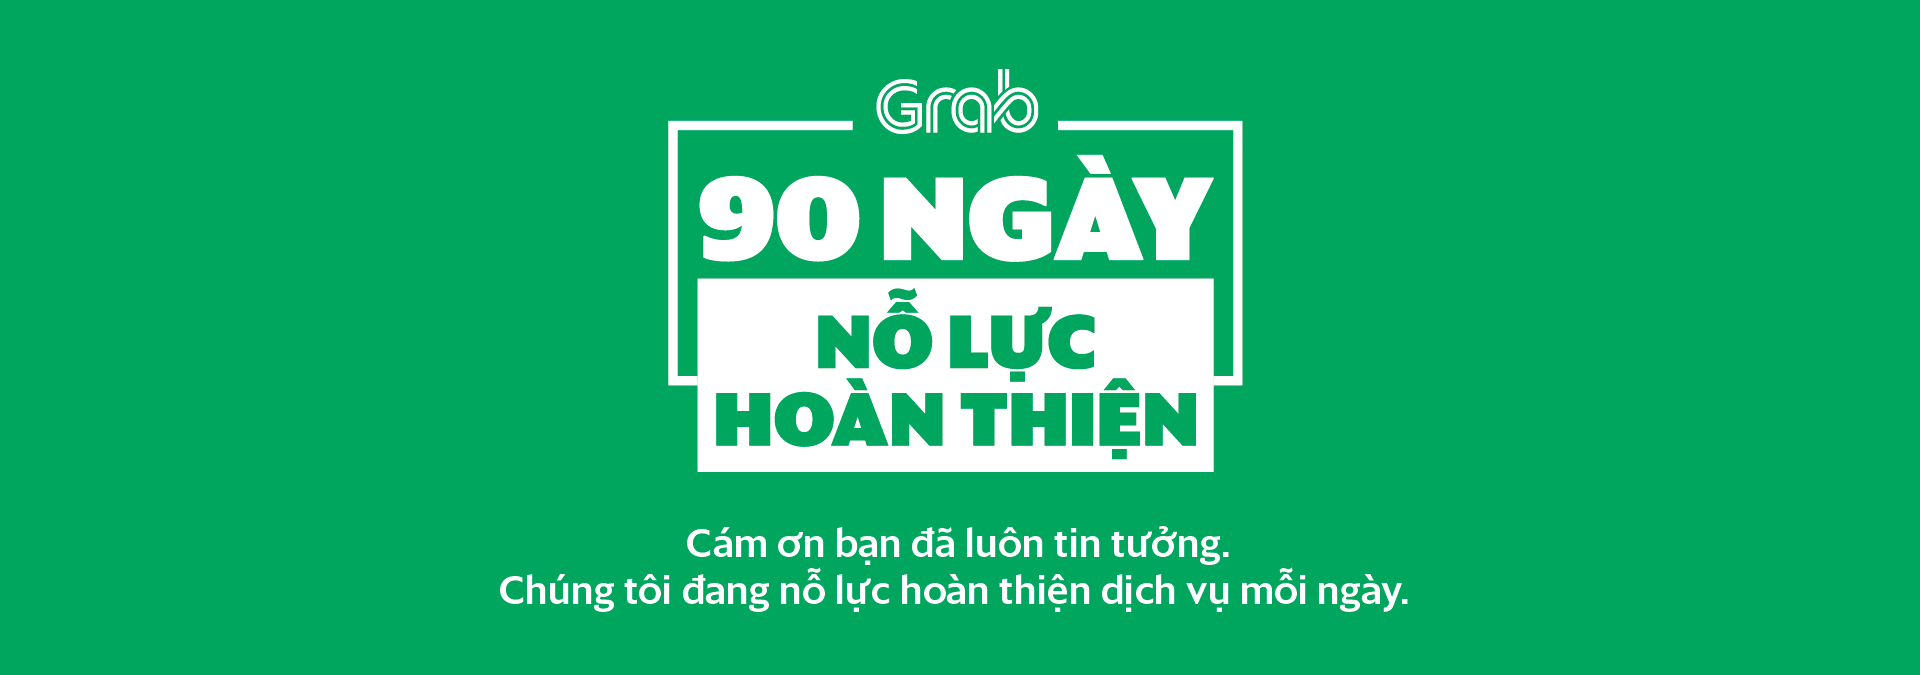 Grab
90 NGÀY
NỖ LỰC
HOÀN THIỆN
Cám ơn bạn đã luôn tin tưởng.
Chúng tôi đang nỗ lực hoàn thiện dịch vụ mỗi ngày.